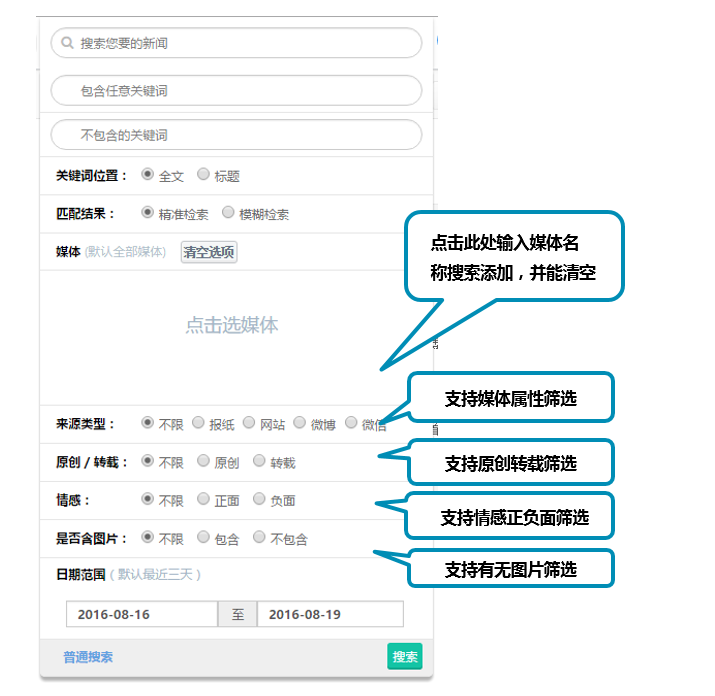 搜索您要的新闻
包含任意关键词
不包含的关键词
关键词位置： 全文 标题
匹配结果： 精准检索 模糊检索
媒体 (默认全部媒体) 清空选项
点击此处输入媒体名
称搜索添加，并能清空
点击选媒体
支持媒体属性筛选
来源类型： 不限 报纸 网站 微博 微信
原创 / 转载： 不限 原创 转载
支持原创转载筛选
情感： 不限 正面 负面
支持情感正负面筛选
是否含图片： 不限 包含 不包含
支持有无图片筛选
日期范围 ( 默认最近三天 )
2016-08-16 至 2016-08-19
普通搜索 搜索